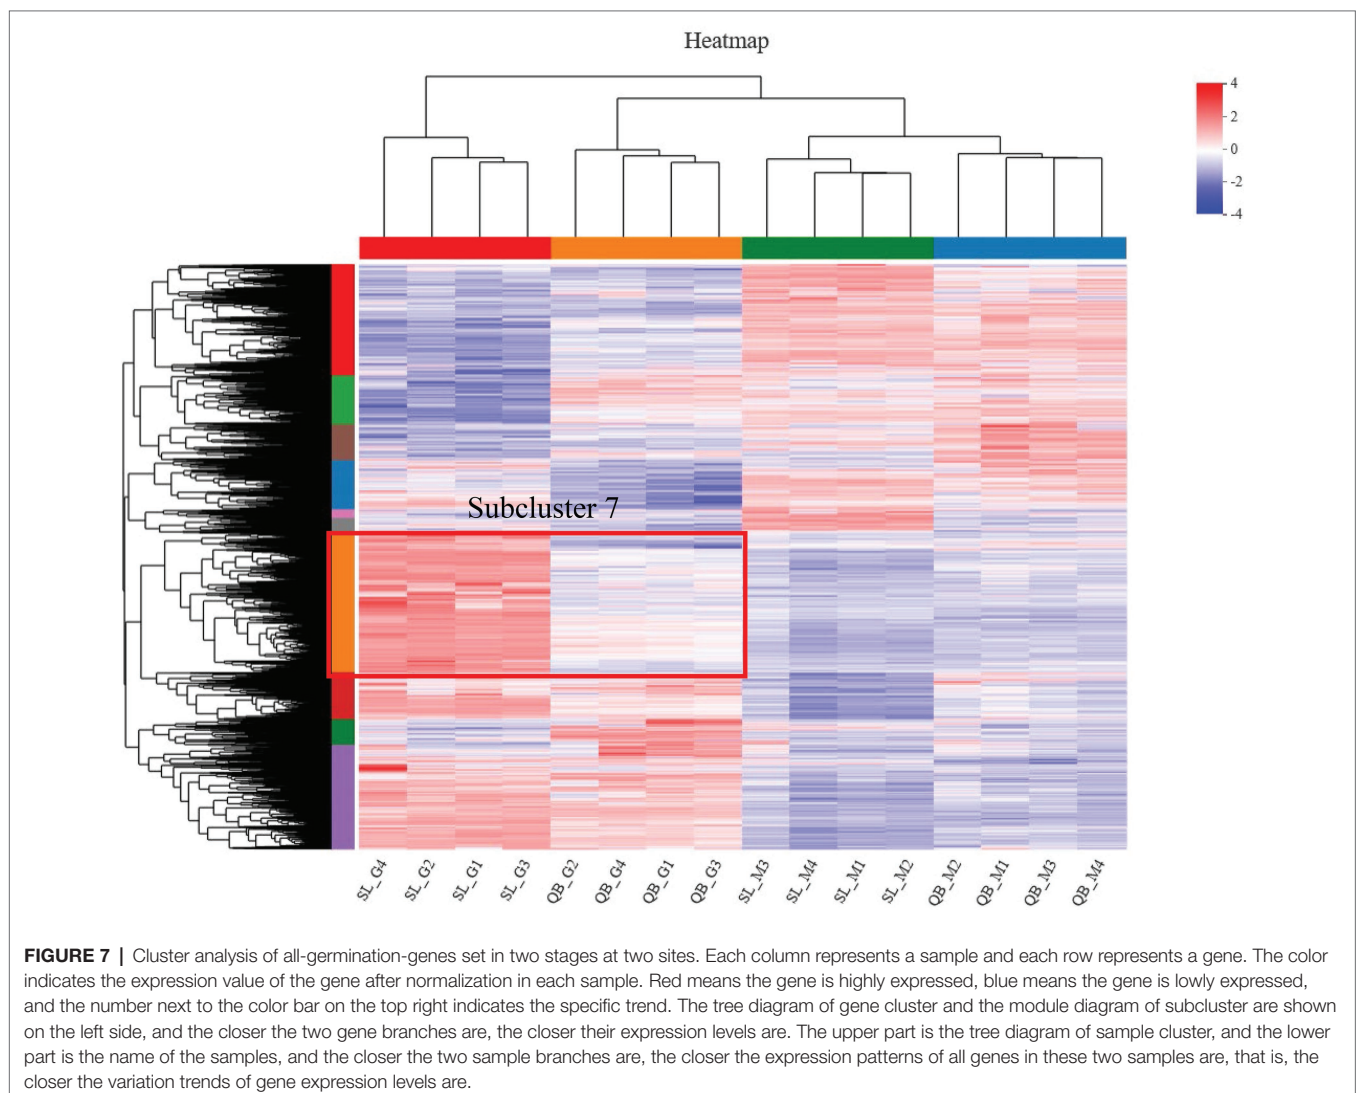 Heatmap
4
2
0
-2
-4
Subcluster 7
SL_G4
SL_G2
SL_G1
SL_G3
QB_G2
QB_G4
QB_G1
QB_G3
SL_M3
SL_M4
SL_M1
SL_M2
QB_M2
QB_M1
QB_M3
QB_M4
FIGURE 7 | Cluster analysis of all-germination-genes set in two stages at two sites. Each column represents a sample and each row represents a gene. The color
indicates the expression value of the gene after normalization in each sample. Red means the gene is highly expressed, blue means the gene is lowly expressed,
and the number next to the color bar on the top right indicates the specific trend. The tree diagram of gene cluster and the module diagram of subcluster are shown
on the left side, and the closer the two gene branches are, the closer their expression levels are. The upper part is the tree diagram of sample cluster, and the lower
part is the name of the samples, and the closer the two sample branches are, the closer the expression patterns of all genes in these two samples are, that is, the
closer the variation trends of gene expression levels are.